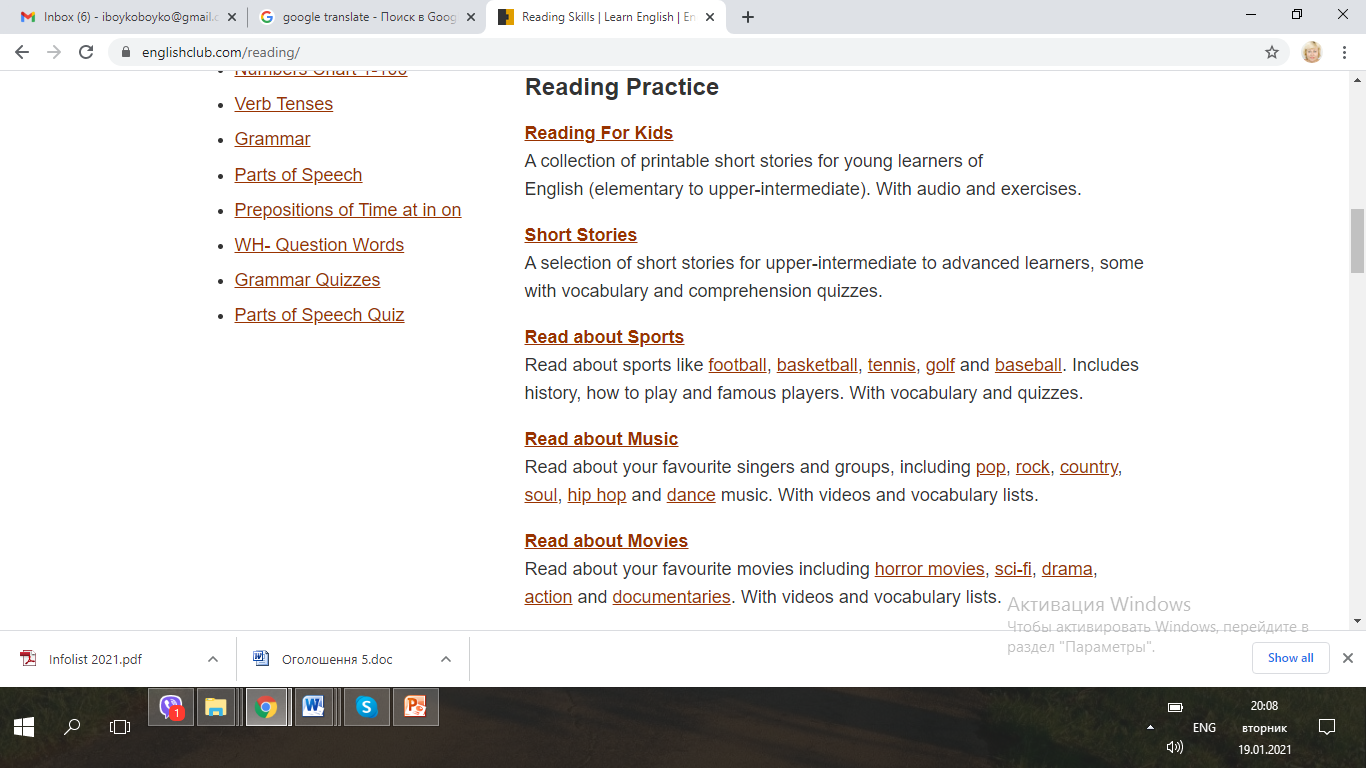 Inbox (6) - iboykoboyko@gmail.c
google translate - Поиск в Goog
Reading Skills | Learn English | En
englishclub.com/reading/
Numbers Chart 1-100
Verb Tenses
Grammar
Parts of Speech
Prepositions of Time at in on
WH- Question Words
Grammar Quizzes
Parts of Speech Quiz
Reading Practice
Reading For Kids
A collection of printable short stories for young learners of
English (elementary to upper-intermediate). With audio and exercises.
Short Stories
A selection of short stories for upper-intermediate to advanced learners, some
with vocabulary and comprehension quizzes.
Read about Sports
Read about sports like football, basketball, tennis, golf and baseball. Includes
history, how to play and famous players. With vocabulary and quizzes.
Read about Music
Read about your favourite singers and groups, including pop, rock, country,
soul, hip hop and dance music. With videos and vocabulary lists.
Read about Movies
Read about your favourite movies including horror movies, sci-fi, drama,
action and documentaries. With videos and vocabulary lists.
Активация Windows
Чтобы активировать Windows, перейдите в
раздел "Параметры".
Infolist 2021.pdf
Оголошення 5.doc
Show all
1
ENG
20:08
вторник
19.01.2021